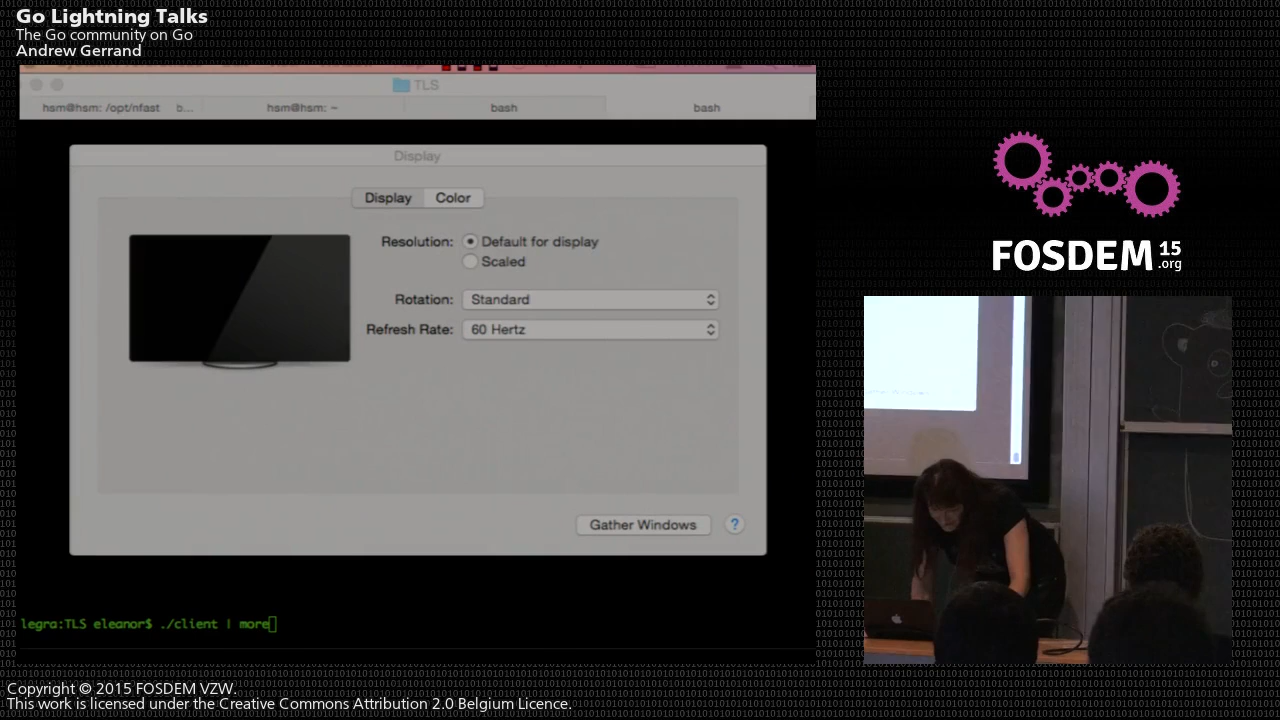 Go Lightning Talks
The Go community on Go
Andrew Gerrand
TLS
hsm@hsm: /opt/nfast b... hsm@hsm: ~ bash bash
Display
Display Color
Resolution: Default for display
Scaled
Rotation: Standard
Refresh Rate: 60 Hertz
Gather Windows ?
legra:TLS eleanor$ ./client | more
FOSDEM 15
.org
Copyright © 2015 FOSDEM VZW.
This work is licensed under the Creative Commons Attribution 2.0 Belgium Licence.